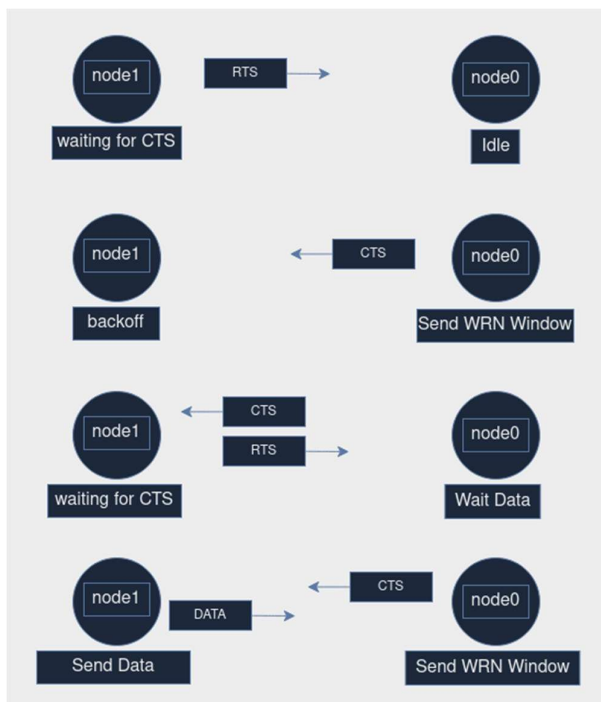 node1
RTS
node0
waiting for CTS
Idle
node1
CTS
node0
backoff
Send WRN Window
node1
CTS
RTS
node0
waiting for CTS
Wait Data
node1
DATA
CTS
node0
Send Data
Send WRN Window